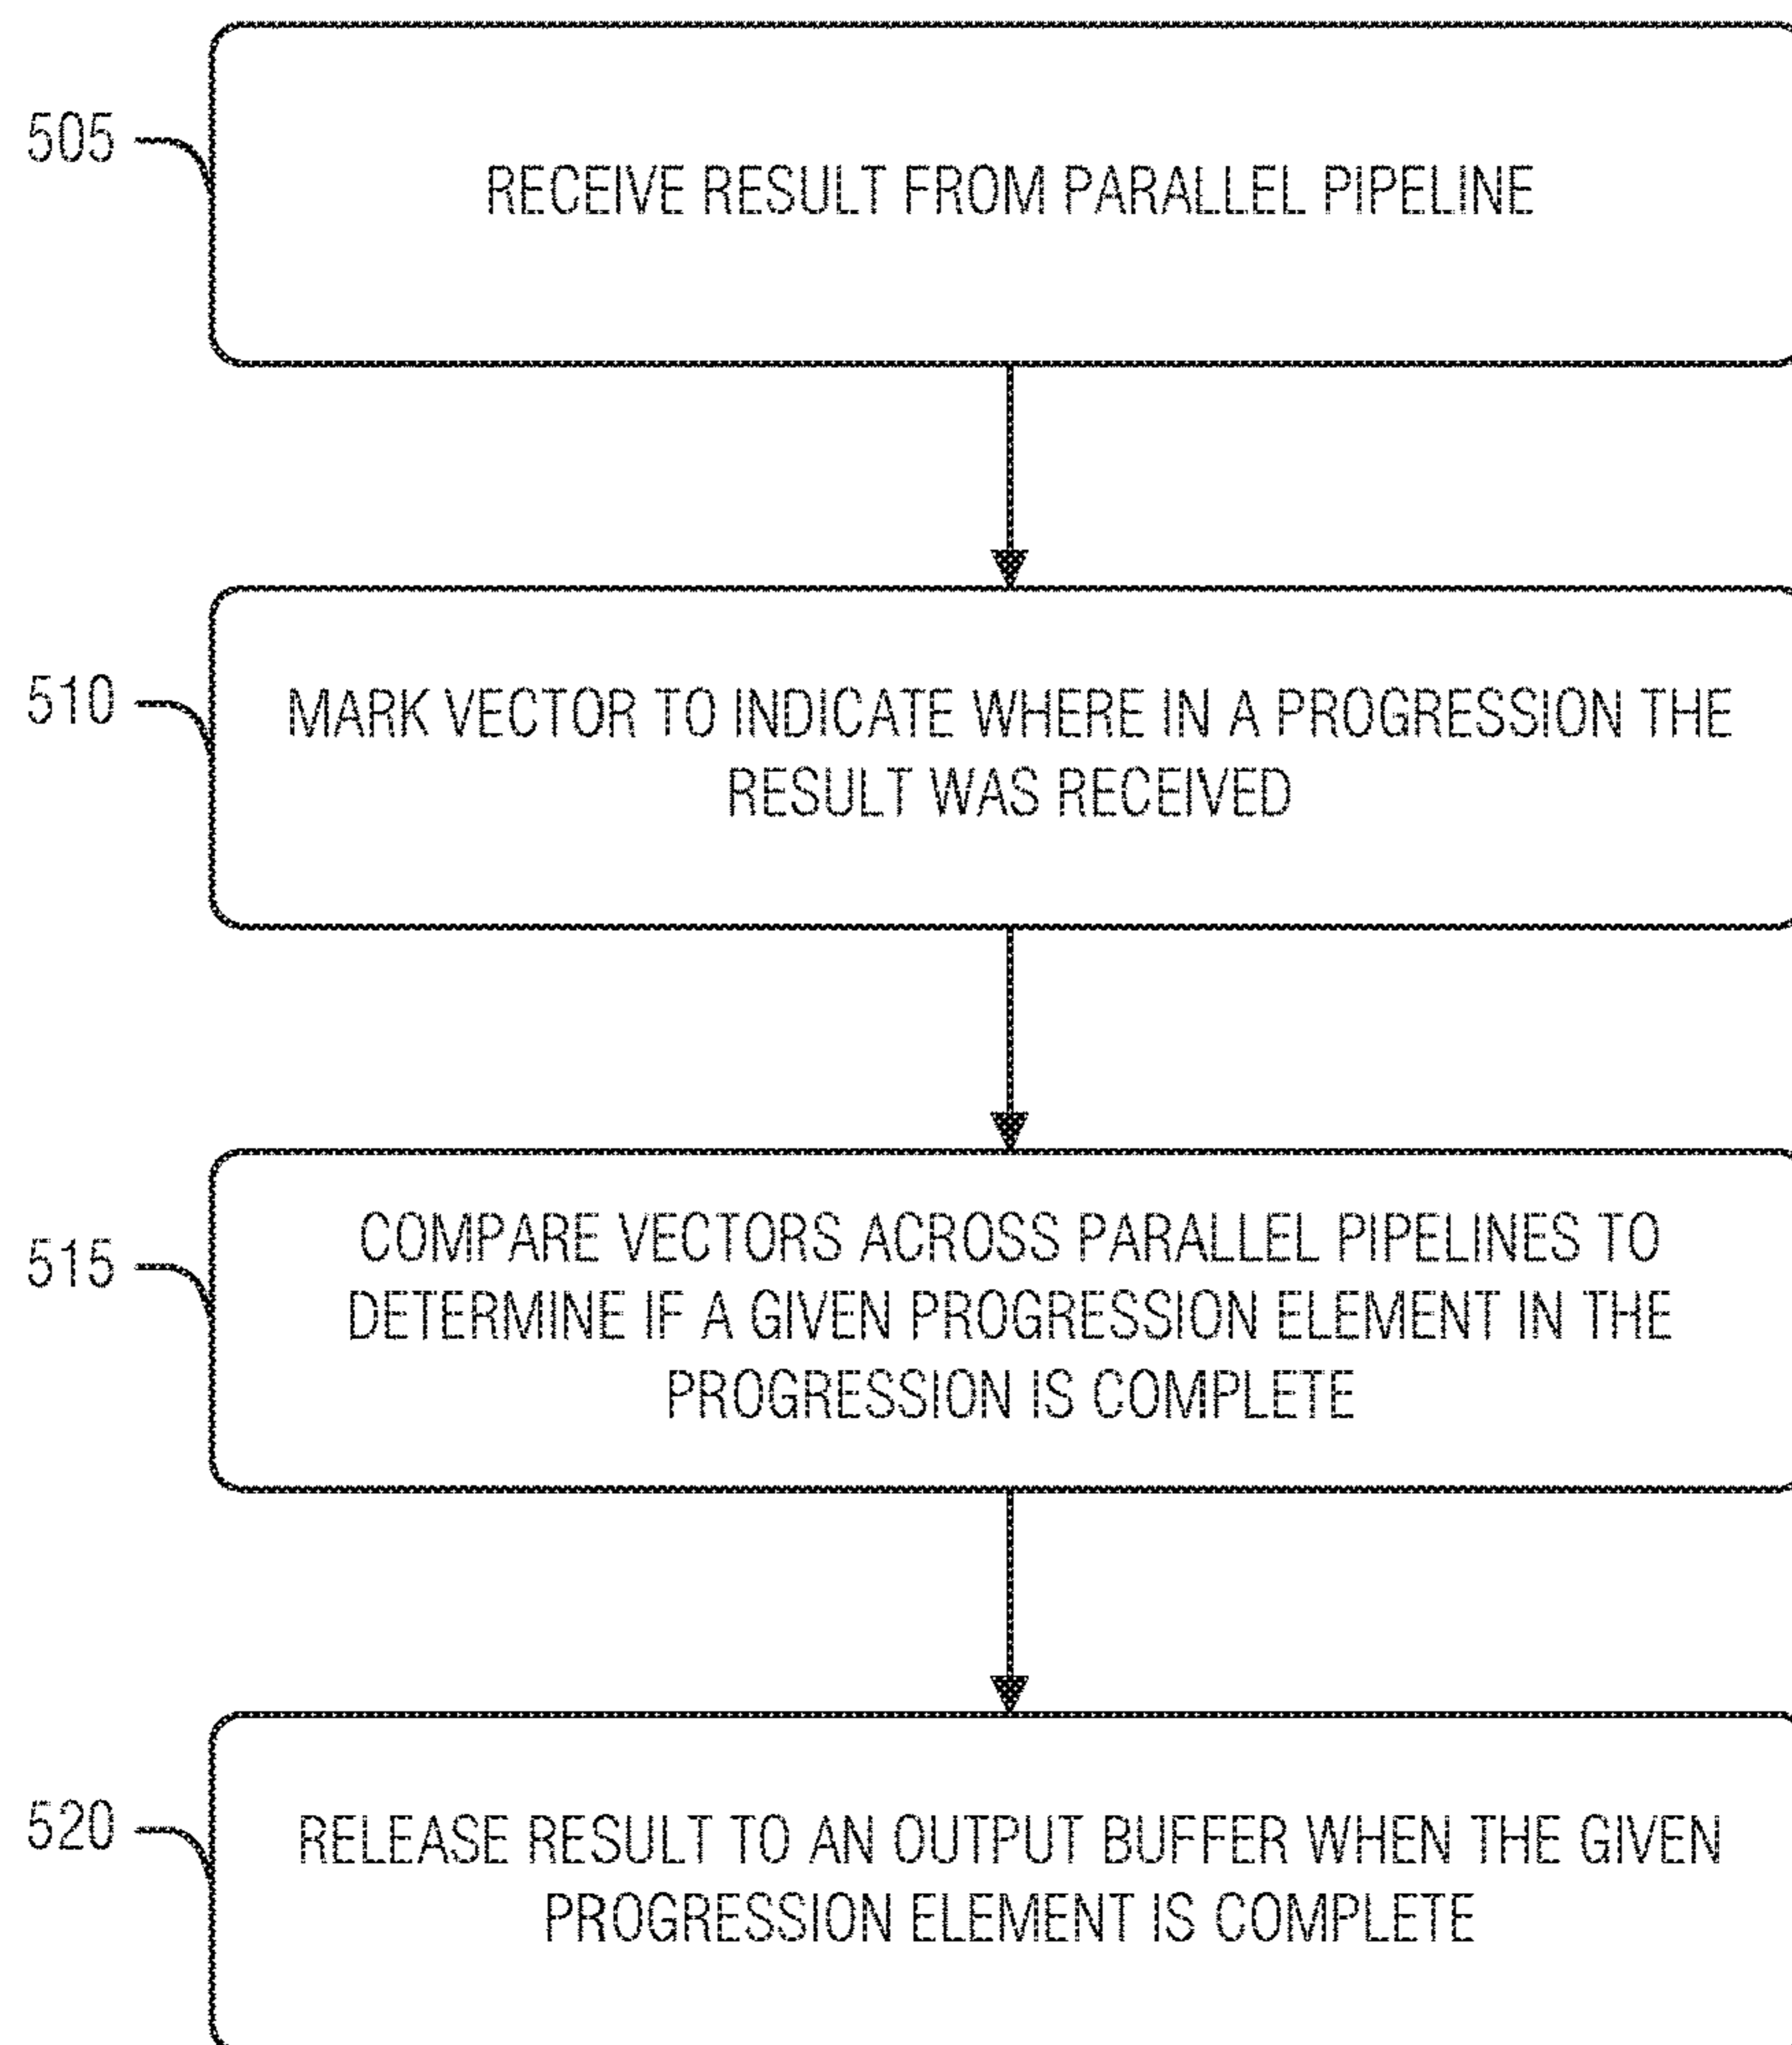 505
RECEIVE RESULT FROM PARALLEL PIPELINE
510
MARK VECTOR TO INDICATE WHERE IN A PROGRESSION THE
RESULT WAS RECEIVED
515
COMPARE VECTORS ACROSS PARALLEL PIPELINES TO
DETERMINE IF A GIVEN PROGRESSION ELEMENT IN THE
PROGRESSION IS COMPLETE
520
RELEASE RESULT TO AN OUTPUT BUFFER WHEN THE GIVEN
PROGRESSION ELEMENT IS COMPLETE